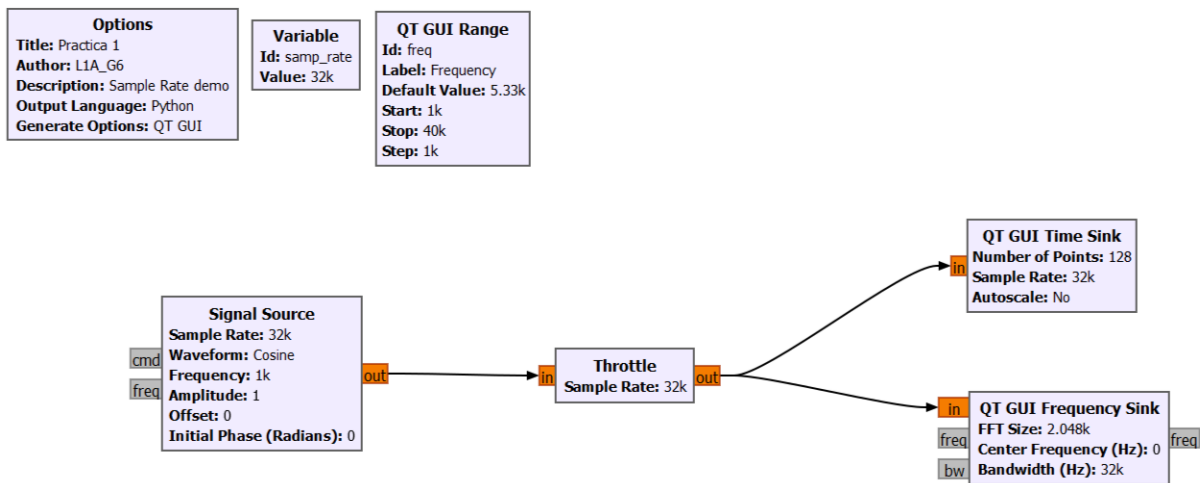 Options
Title: Practica 1
Author: L1A_G6
Description: Sample Rate demo
Output Language: Python
Generate Options: QT GUI
Variable
Id: samp_rate
Value: 32k
QT GUI Range
Id: freq
Label: Frequency
Default Value: 5.33k
Start: 1k
Stop: 40k
Step: 1k
Signal Source
Sample Rate: 32k
Waveform: Cosine
Frequency: 1k
Amplitude: 1
Offset: 0
Initial Phase (Radians): 0
cmd
freq
out
in
Throttle
Sample Rate: 32k
out
QT GUI Time Sink
Number of Points: 128
Sample Rate: 32k
Autoscale: No
in
QT GUI Frequency Sink
FFT Size: 2.048k
Center Frequency (Hz): 0
Bandwidth (Hz): 32k
in
freq
bw
freq